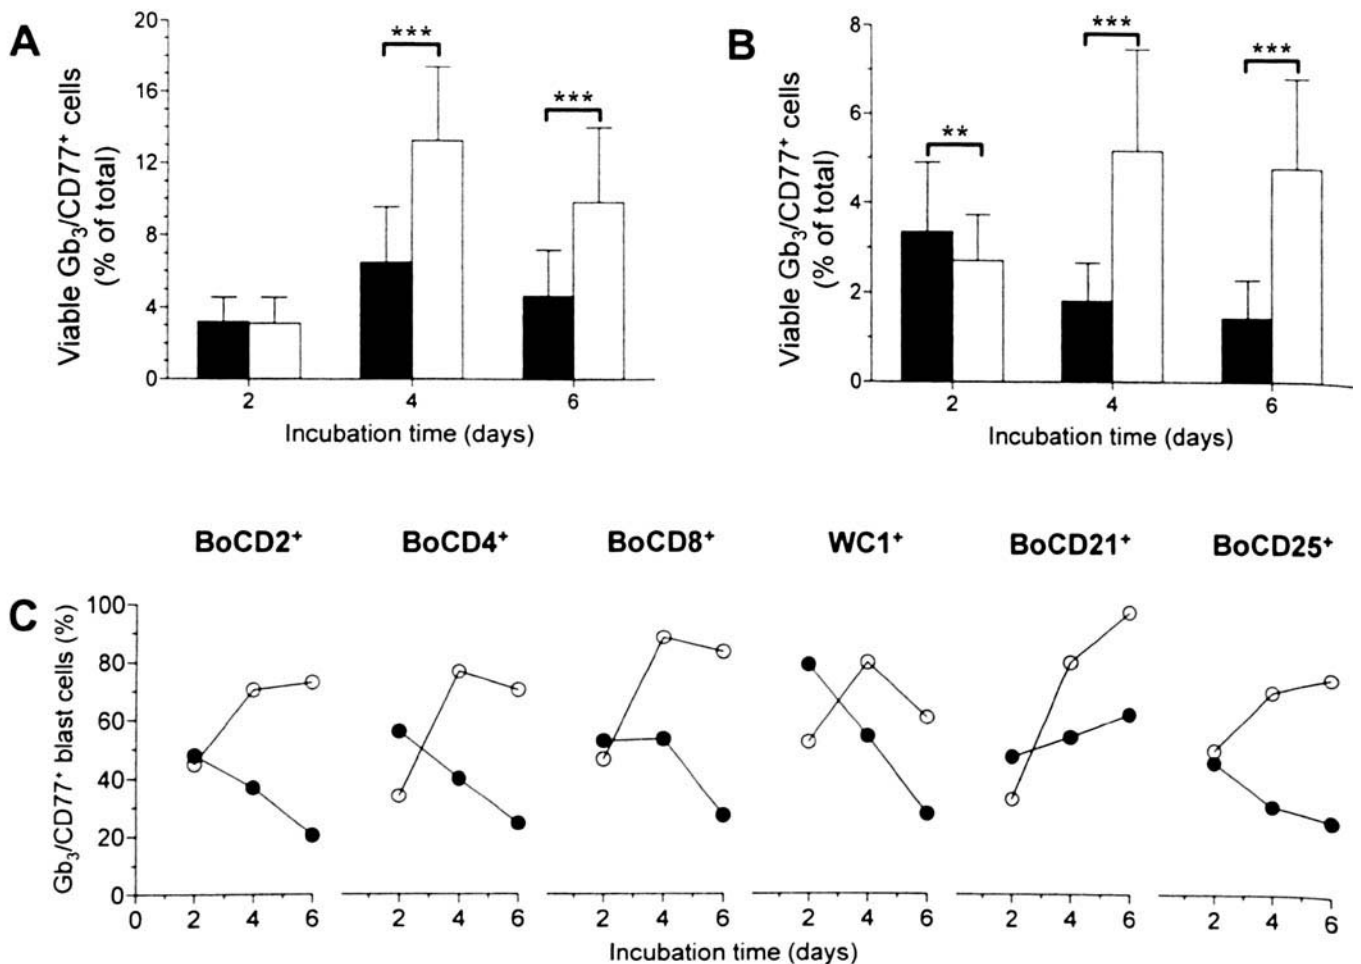 A
Viable Gb₃/CD77⁺ cells
(% of total)
20
16
12
8
4
0
***
***
2
4
6
Incubation time (days)
B
Viable Gb₃/CD77⁺ cells
(% of total)
8
6
4
2
0
**
***
***
2
4
6
Incubation time (days)
BoCD2⁺
BoCD4⁺
BoCD8⁺
WC1⁺
BoCD21⁺
BoCD25⁺
C
Gb₃/CD77⁺ blast cells (%)
100
80
60
40
20
0
0 2 4 6
2 4 6
2 4 6
2 4 6
2 4 6
2 4 6
Incubation time (days)